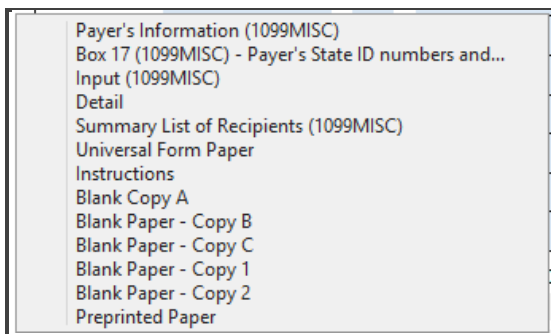 Payer's Information (1099MISC)
Box 17 (1099MISC) - Payer's State ID numbers and...
Input (1099MISC)
Detail
Summary List of Recipients (1099MISC)
Universal Form Paper
Instructions
Blank Copy A
Blank Paper - Copy B
Blank Paper - Copy C
Blank Paper - Copy 1
Blank Paper - Copy 2
Preprinted Paper